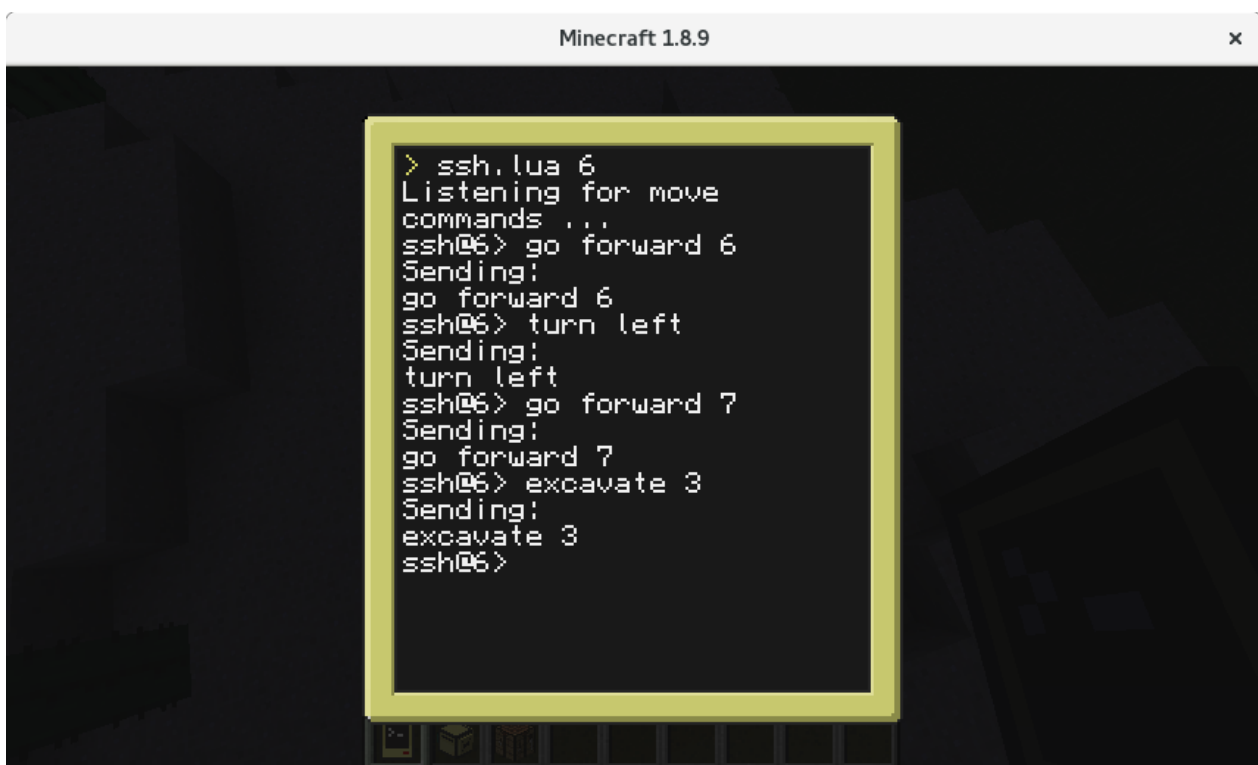 Minecraft 1.8.9
> ssh.lua 6
Listening for move
commands ...
ssh@6> go forward 6
Sending:
go forward 6
ssh@6> turn left
Sending:
turn left
ssh@6> go forward 7
Sending:
go forward 7
ssh@6> excavate 3
Sending:
excavate 3
ssh@6>